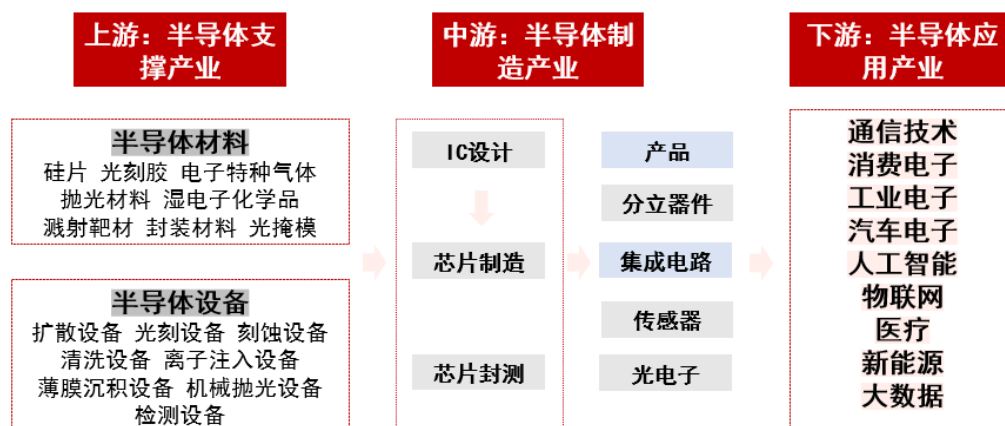 上游：半导体支
撑产业
半导体材料
硅片 光刻胶 电子特种气体
抛光材料 湿电子化学品
溅射靶材 封装材料 光掩模
半导体设备
扩散设备 光刻设备 刻蚀设备
清洗设备 离子注入设备
薄膜沉积设备 机械抛光设备
检测设备
中游：半导体制
造产业
IC设计
芯片制造
芯片封测
产品
分立器件
集成电路
传感器
光电子
下游：半导体应
用产业
通信技术
消费电子
工业电子
汽车电子
人工智能
物联网
医疗
新能源
大数据